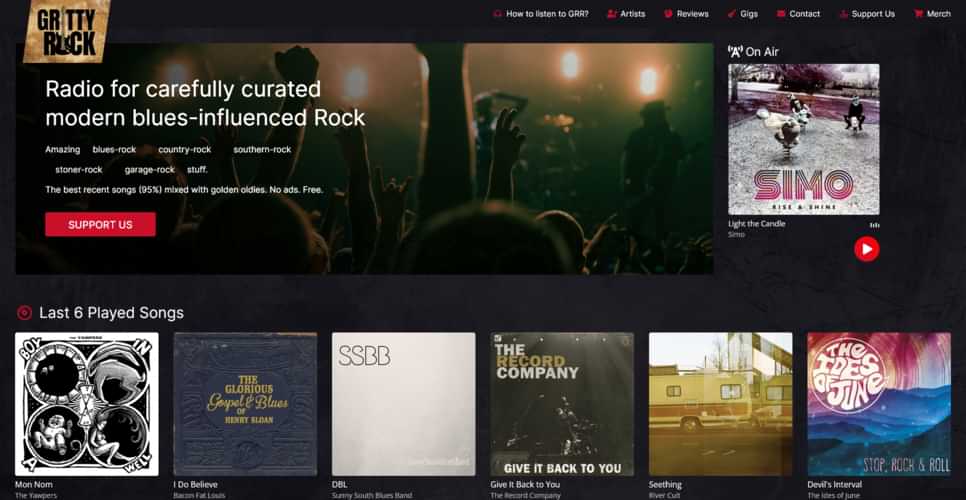 GRITTY
ROCK
How to listen to GRR?
Artists
Reviews
Gigs
Contact
Support Us
Merch
Radio for carefully curated
modern blues-influenced Rock
Amazing blues-rock country-rock southern-rock
stoner-rock garage-rock stuff.
The best recent songs (95%) mixed with golden oldies. No ads. Free.
SUPPORT US
On Air
SIMO
RISE & SHINE
Light the Candle
Simo
Last 6 Played Songs
THE YAWPERS
BOY IN
A WELL
Mon Nom
The Yawpers
THE
GLORIOUS
Gospel & Blues
OF
HENRY SLOAN
I Do Believe
Bacon Fat Louis
SSBB
DBL
Sunny South Blues Band
THE
RECORD
COMPANY
GIVE IT BACK TO YOU
Give It Back to You
The Record Company
Seething
River Cult
THE
IDES
OF JUNE
STOP, ROCK & ROLL
Devil's Interval
The Ides of June